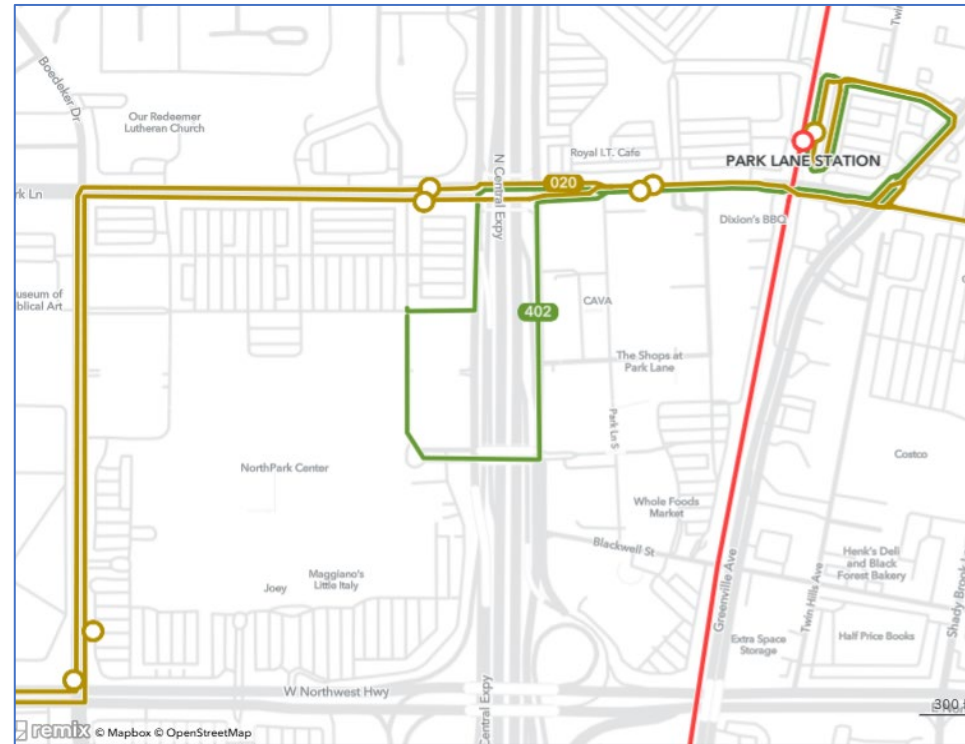 Boedeker Dr
Our Redeemer
Lutheran Church
N Central Expy
Royal I.T. Cafe
Twin
PARK LANE STATION
rk Ln
020
Dixion's BBQ
useum of
blical Art
402
CAVA
The Shops at
Park Lane
Park Ln S
NorthPark Center
Costco
Whole Foods
Market
Blackwell St
Henk's Deli
and Black
Forest Bakery
Maggiano's
Little Italy
Joey
Greenville Ave
Twin Hills Ave
Shady Brook
Extra Space
Storage
Half Price Books
W Northwest Hwy
Central Expy
300
remix © Mapbox © OpenStreetMap